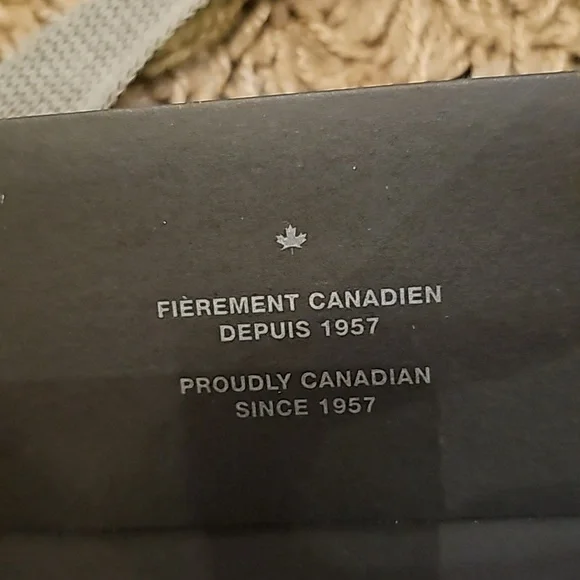 FIÈREMENT CANADIEN
DEPUIS 1957
PROUDLY CANADIAN
SINCE 1957